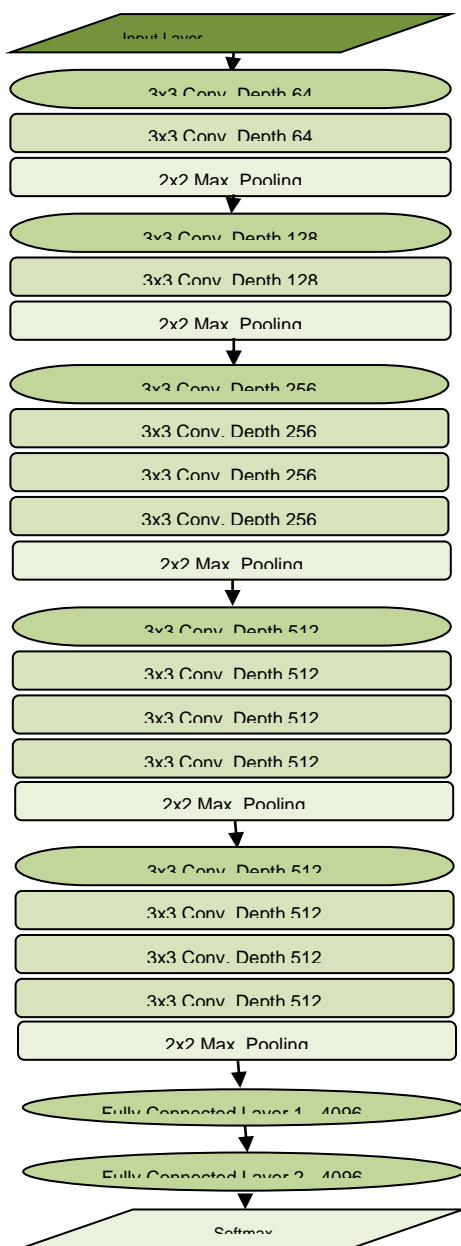 Input Layer
3x3 Conv. Depth 64
3x3 Conv. Depth 64
2x2 Max. Pooling
3x3 Conv. Depth 128
3x3 Conv. Depth 128
2x2 Max. Pooling
3x3 Conv. Depth 256
3x3 Conv. Depth 256
3x3 Conv. Depth 256
3x3 Conv. Depth 256
2x2 Max. Pooling
3x3 Conv. Depth 512
3x3 Conv. Depth 512
3x3 Conv. Depth 512
3x3 Conv. Depth 512
2x2 Max. Pooling
3x3 Conv. Depth 512
3x3 Conv. Depth 512
3x3 Conv. Depth 512
3x3 Conv. Depth 512
2x2 Max. Pooling
Fully Connected Layer 1 4096
Fully Connected Layer 2 4096
Softmax